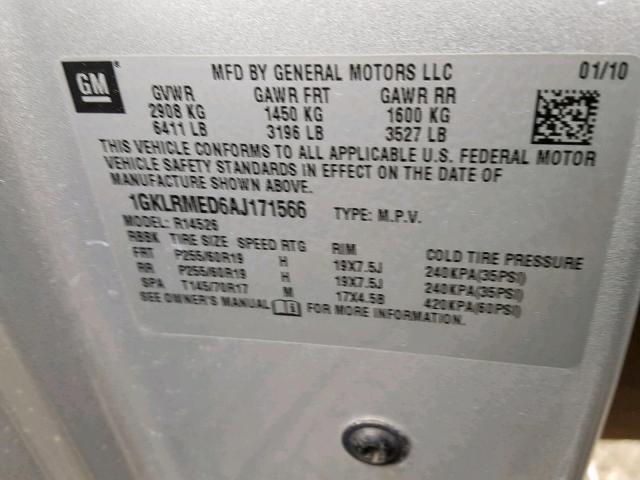 GM ® MFD BY GENERAL MOTORS LLC 01/10
GVWR GAWR FRT GAWR RR
2908 KG 1450 KG 1600 KG
6411 LB 3196 LB 3527 LB
THIS VEHICLE CONFORMS TO ALL APPLICABLE U.S. FEDERAL MOTOR
VEHICLE SAFETY STANDARDS IN EFFECT ON THE DATE OF
MANUFACTURE SHOWN ABOVE.
1GKLRMED6AJ171566 TYPE: M.P.V.
MODEL: R14526
RBBK TIRE SIZE SPEED RTG RIM COLD TIRE PRESSURE
FRT P255/60R19 H 19X7.5J 240KPA(35PSI)
RR P255/60R19 H 19X7.5J 240KPA(35PSI)
SPA T145/70R17 M 17X4.5B 420KPA(60PSI)
SEE OWNER'S MANUAL FOR MORE INFORMATION.